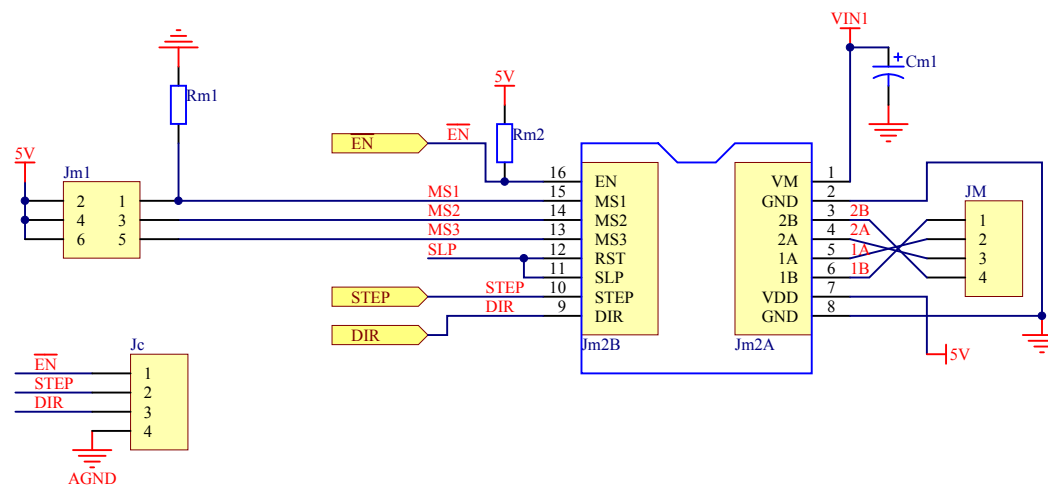 VIN1
Cm1
Rm1
5V
Rm2
EN
EN
5V
Jm1
2 1
4 3
6 5
MS1
MS2
MS3
SLP
STEP
STEP
DIR
DIR
16 EN
15 MS1
14 MS2
13 MS3
12 RST
11 SLP
10 STEP
9 DIR
Jm2B
VM 1
GND 2
2B 3 2B
2A 4 2A
1A 5 1A
1B 6 1B
VDD 7
GND 8
Jm2A
JM
1
2
3
4
5V
Jc
EN 1
STEP 2
DIR 3
4
AGND